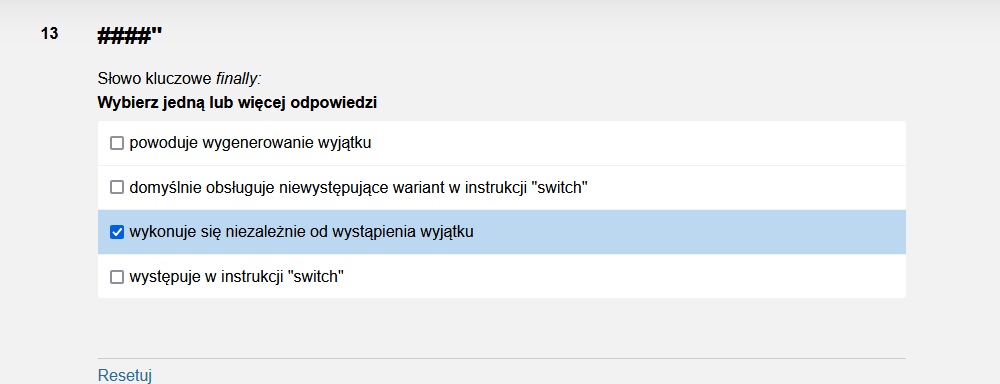 13
####"
Słowo kluczowe finally:
Wybierz jedną lub więcej odpowiedzi
powoduje wygenerowanie wyjątku
domyślnie obsługuje niewystępujące wariant w instrukcji "switch"
wykonuje się niezależnie od wystąpienia wyjątku
występuje w instrukcji "switch"
Resetuj